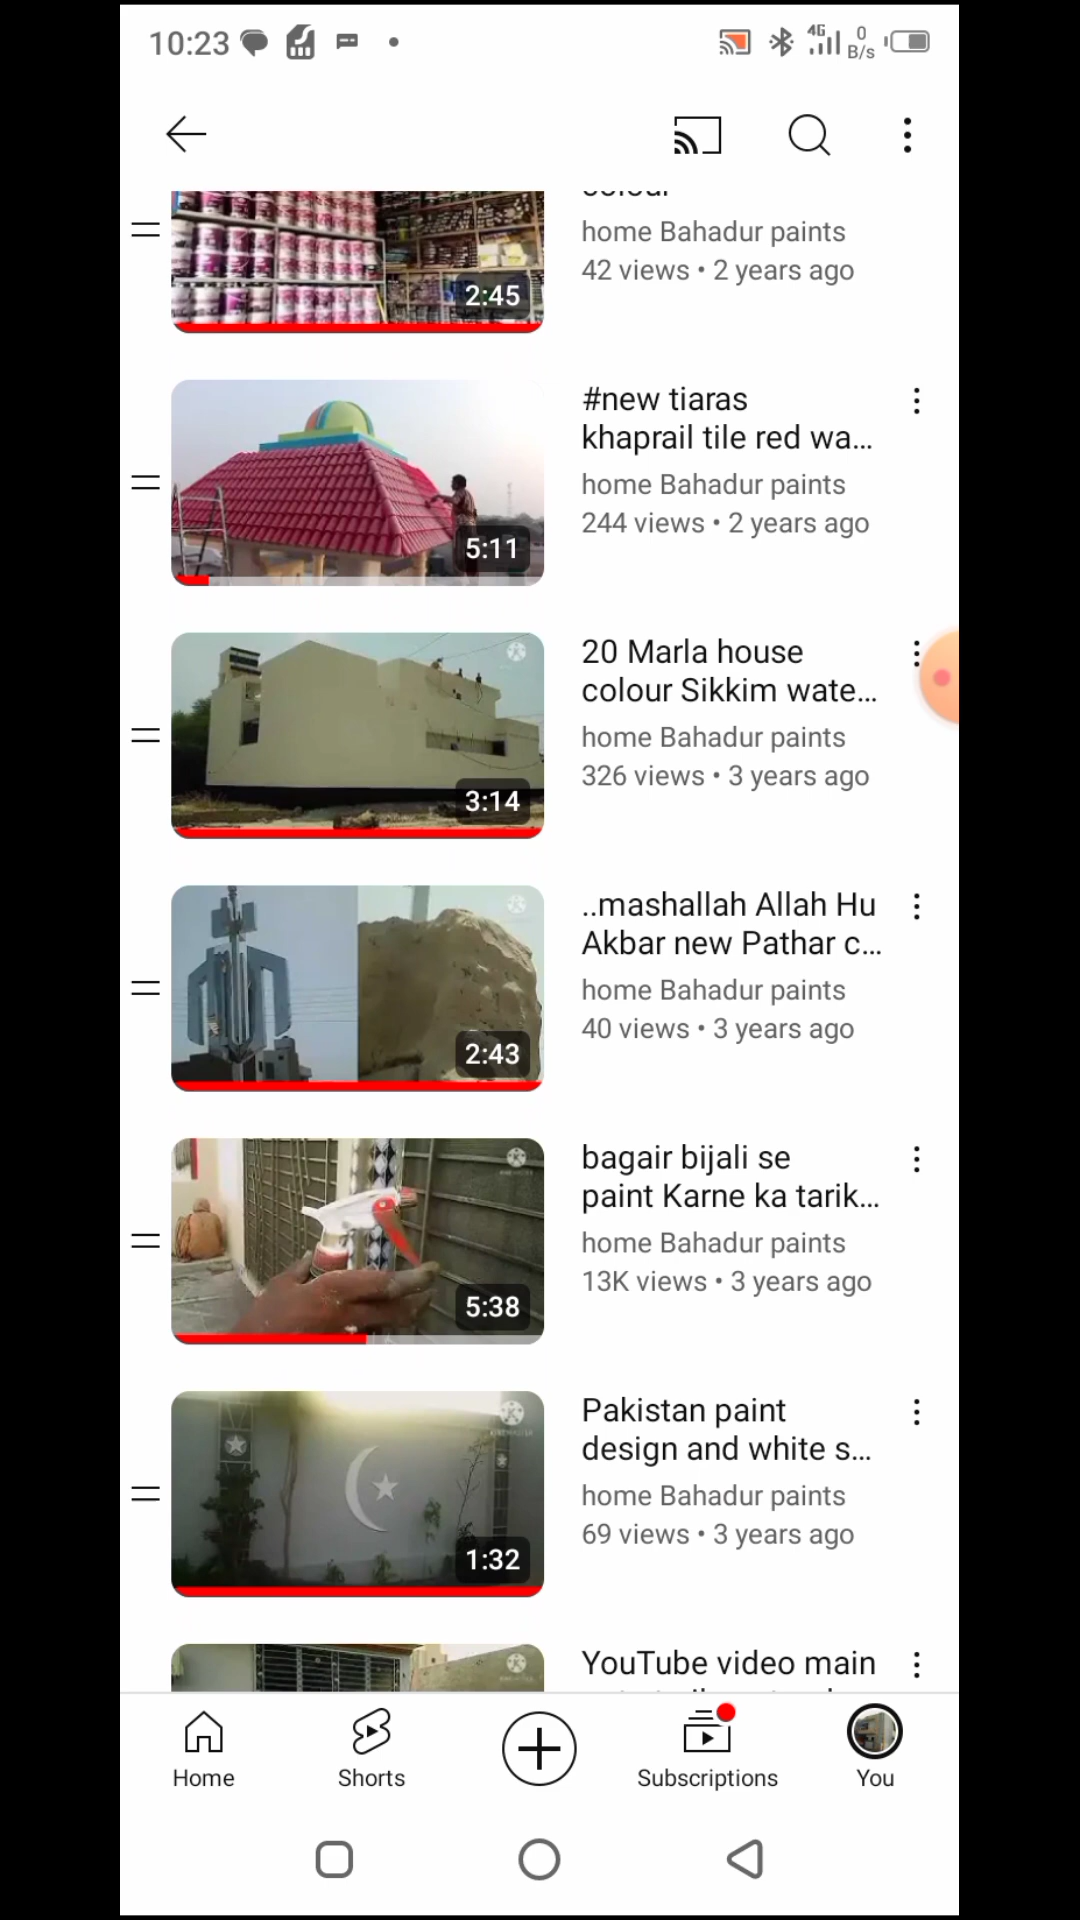 10:23
4G
0
B/s
home Bahadur paints
42 views • 2 years ago
2:45
#new tiaras
khaprail tile red wa...
home Bahadur paints
244 views • 2 years ago
5:11
20 Marla house
colour Sikkim wate...
home Bahadur paints
326 views • 3 years ago
3:14
..mashallah Allah Hu
Akbar new Pathar c...
home Bahadur paints
40 views • 3 years ago
2:43
bagair bijali se
paint Karne ka tarik...
home Bahadur paints
13K views • 3 years ago
5:38
Pakistan paint
design and white s...
home Bahadur paints
69 views • 3 years ago
1:32
YouTube video main
Home
Shorts
Subscriptions
You